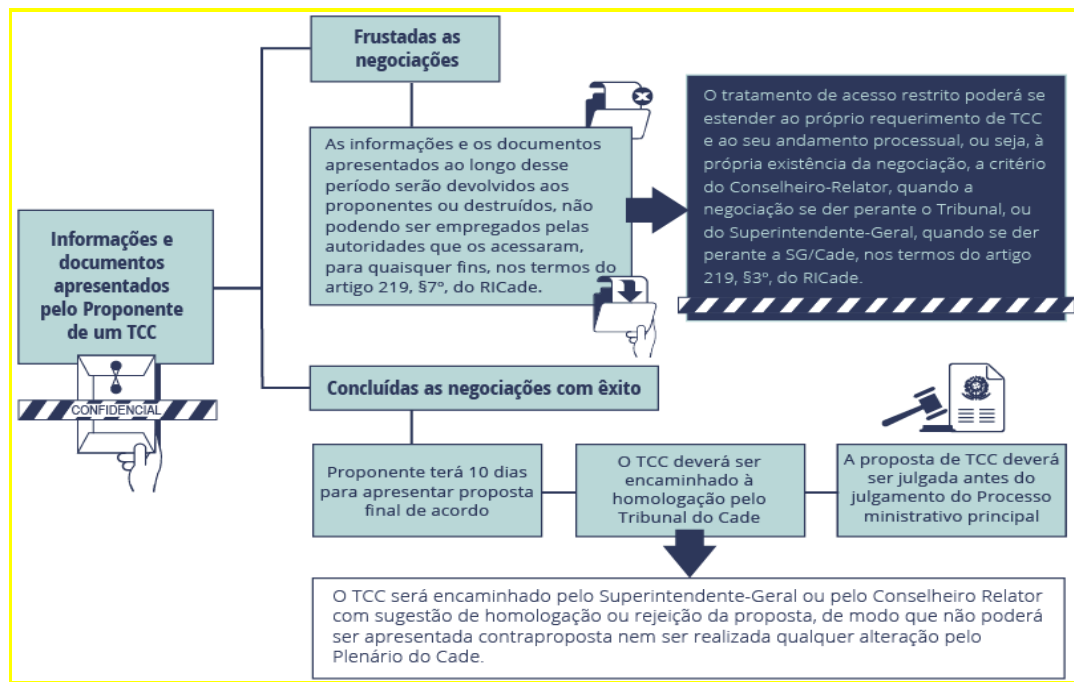 Frustadas as
negociações
As informações e os documentos
apresentados ao longo desse
período serão devolvidos aos
proponentes ou destruídos, não
podendo ser empregados pelas
autoridades que os acessaram,
para quaisquer fins, nos termos do
artigo 219, §7º, do RICade.
O tratamento de acesso restrito poderá se
estender ao próprio requerimento de TCC
e ao seu andamento processual, ou seja, à
própria existência da negociação, a critério
do Conselheiro-Relator, quando a
negociação se der perante o Tribunal, ou
do Superintendente-Geral, quando se der
perante a SG/Cade, nos termos do artigo
219, §3º, do RICade.
Informações e
documentos
apresentados
pelo Proponente
de um TCC
CONFIDENCIAL
Concluídas as negociações com êxito
Proponente terá 10 dias
para apresentar proposta
final de acordo
O TCC deverá ser
encaminhado à
homologação pelo
Tribunal do Cade
A proposta de TCC deverá
ser julgada antes do
julgamento do Processo
ministrativo principal
O TCC será encaminhado pelo Superintendente-Geral ou pelo Conselheiro Relator
com sugestão de homologação ou rejeição da proposta, de modo que não poderá
ser apresentada contraproposta nem ser realizada qualquer alteração pelo
Plenário do Cade.